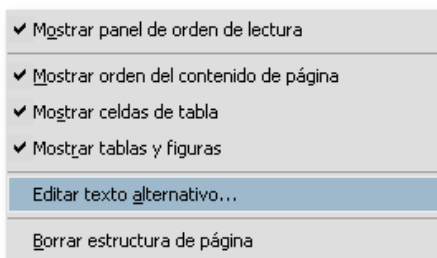 Mostrar panel de orden de lectura
Mostrar orden del contenido de página
Mostrar celdas de tabla
Mostrar tablas y figuras
Editar texto alternativo...
Borrar estructura de página